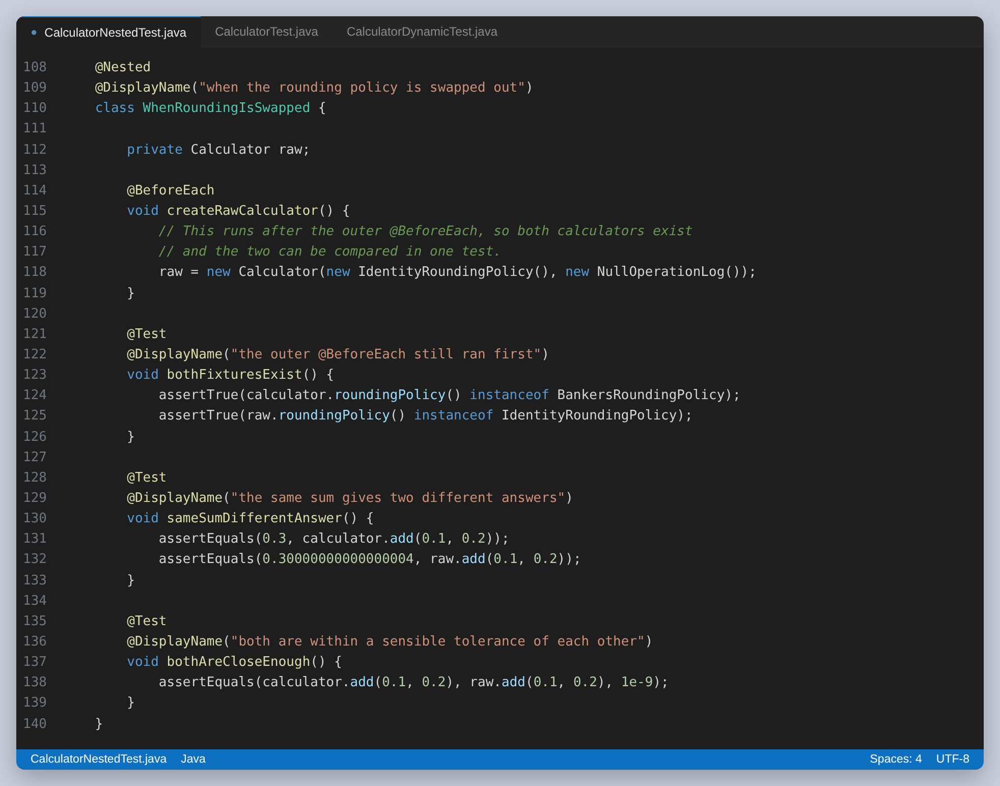 CalculatorNestedTest.java CalculatorTest.java CalculatorDynamicTest.java
108     @Nested
109     @DisplayName("when the rounding policy is swapped out")
110     class WhenRoundingIsSwapped {
111
112         private Calculator raw;
113
114         @BeforeEach
115         void createRawCalculator() {
116             // This runs after the outer @BeforeEach, so both calculators exist
117             // and the two can be compared in one test.
118             raw = new Calculator(new IdentityRoundingPolicy(), new NullOperationLog());
119         }
120
121         @Test
122         @DisplayName("the outer @BeforeEach still ran first")
123         void bothFixturesExist() {
124             assertTrue(calculator.roundingPolicy() instanceof BankersRoundingPolicy);
125             assertTrue(raw.roundingPolicy() instanceof IdentityRoundingPolicy);
126         }
127
128         @Test
129         @DisplayName("the same sum gives two different answers")
130         void sameSumDifferentAnswer() {
131             assertEquals(0.3, calculator.add(0.1, 0.2));
132             assertEquals(0.30000000000000004, raw.add(0.1, 0.2));
133         }
134
135         @Test
136         @DisplayName("both are within a sensible tolerance of each other")
137         void bothAreCloseEnough() {
138             assertEquals(calculator.add(0.1, 0.2), raw.add(0.1, 0.2), 1e-9);
139         }
140     }
CalculatorNestedTest.java Java Spaces: 4 UTF-8